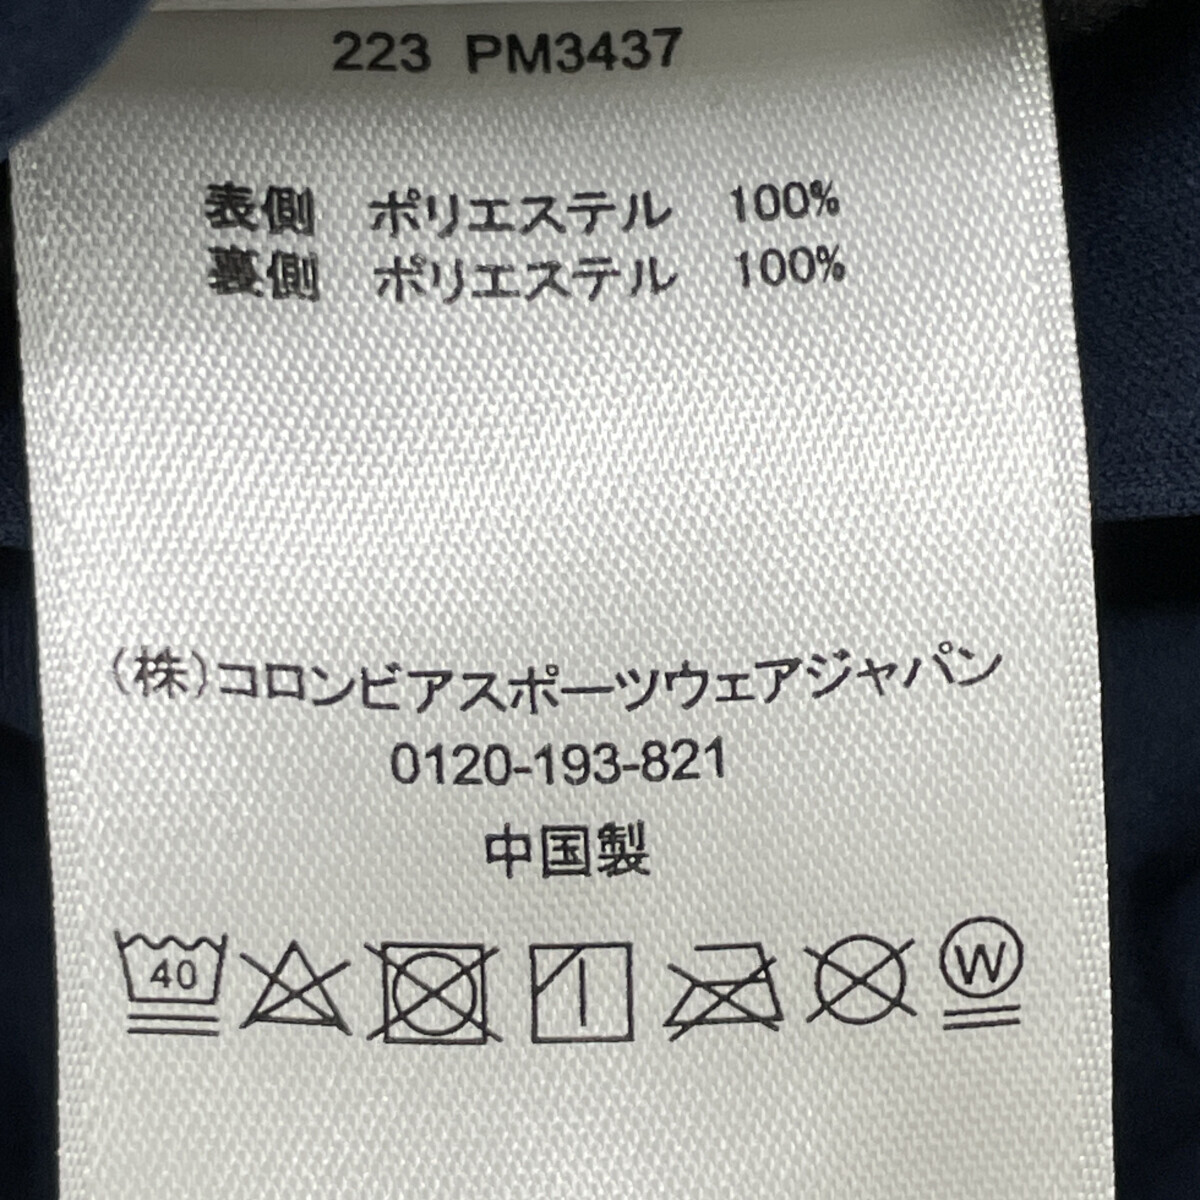 223 PM3437
表側 ポリエステル 100%
裏側 ポリエステル 100%
(株)コロンビアスポーツウェアジャパン
0120-193-821
中国製
40 W